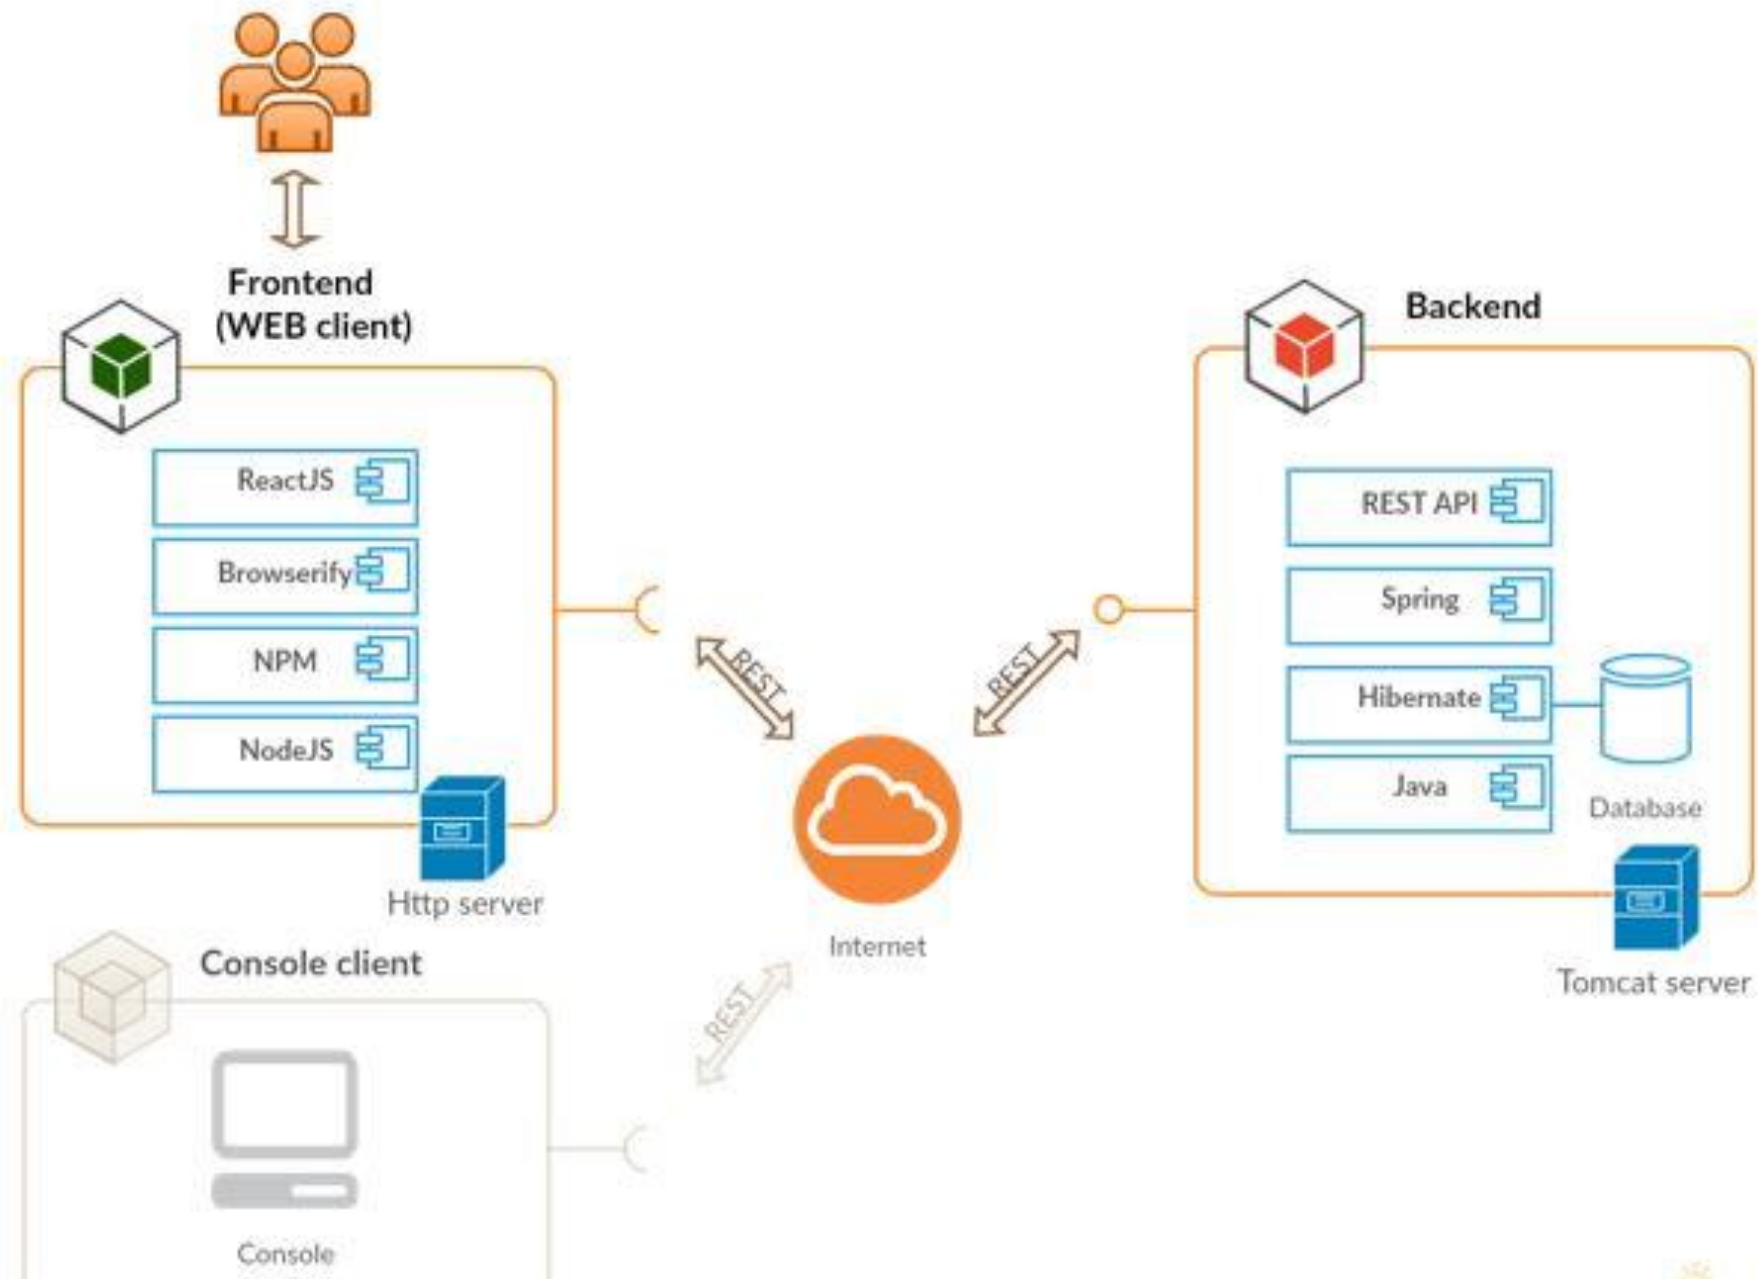 Frontend
(WEB client)
ReactJS
Browserify
NPM
NodeJS
Http server
REST
REST
Internet
Backend
REST API
Spring
Hibernate
Java
Database
Tomcat server
Console client
REST
Console